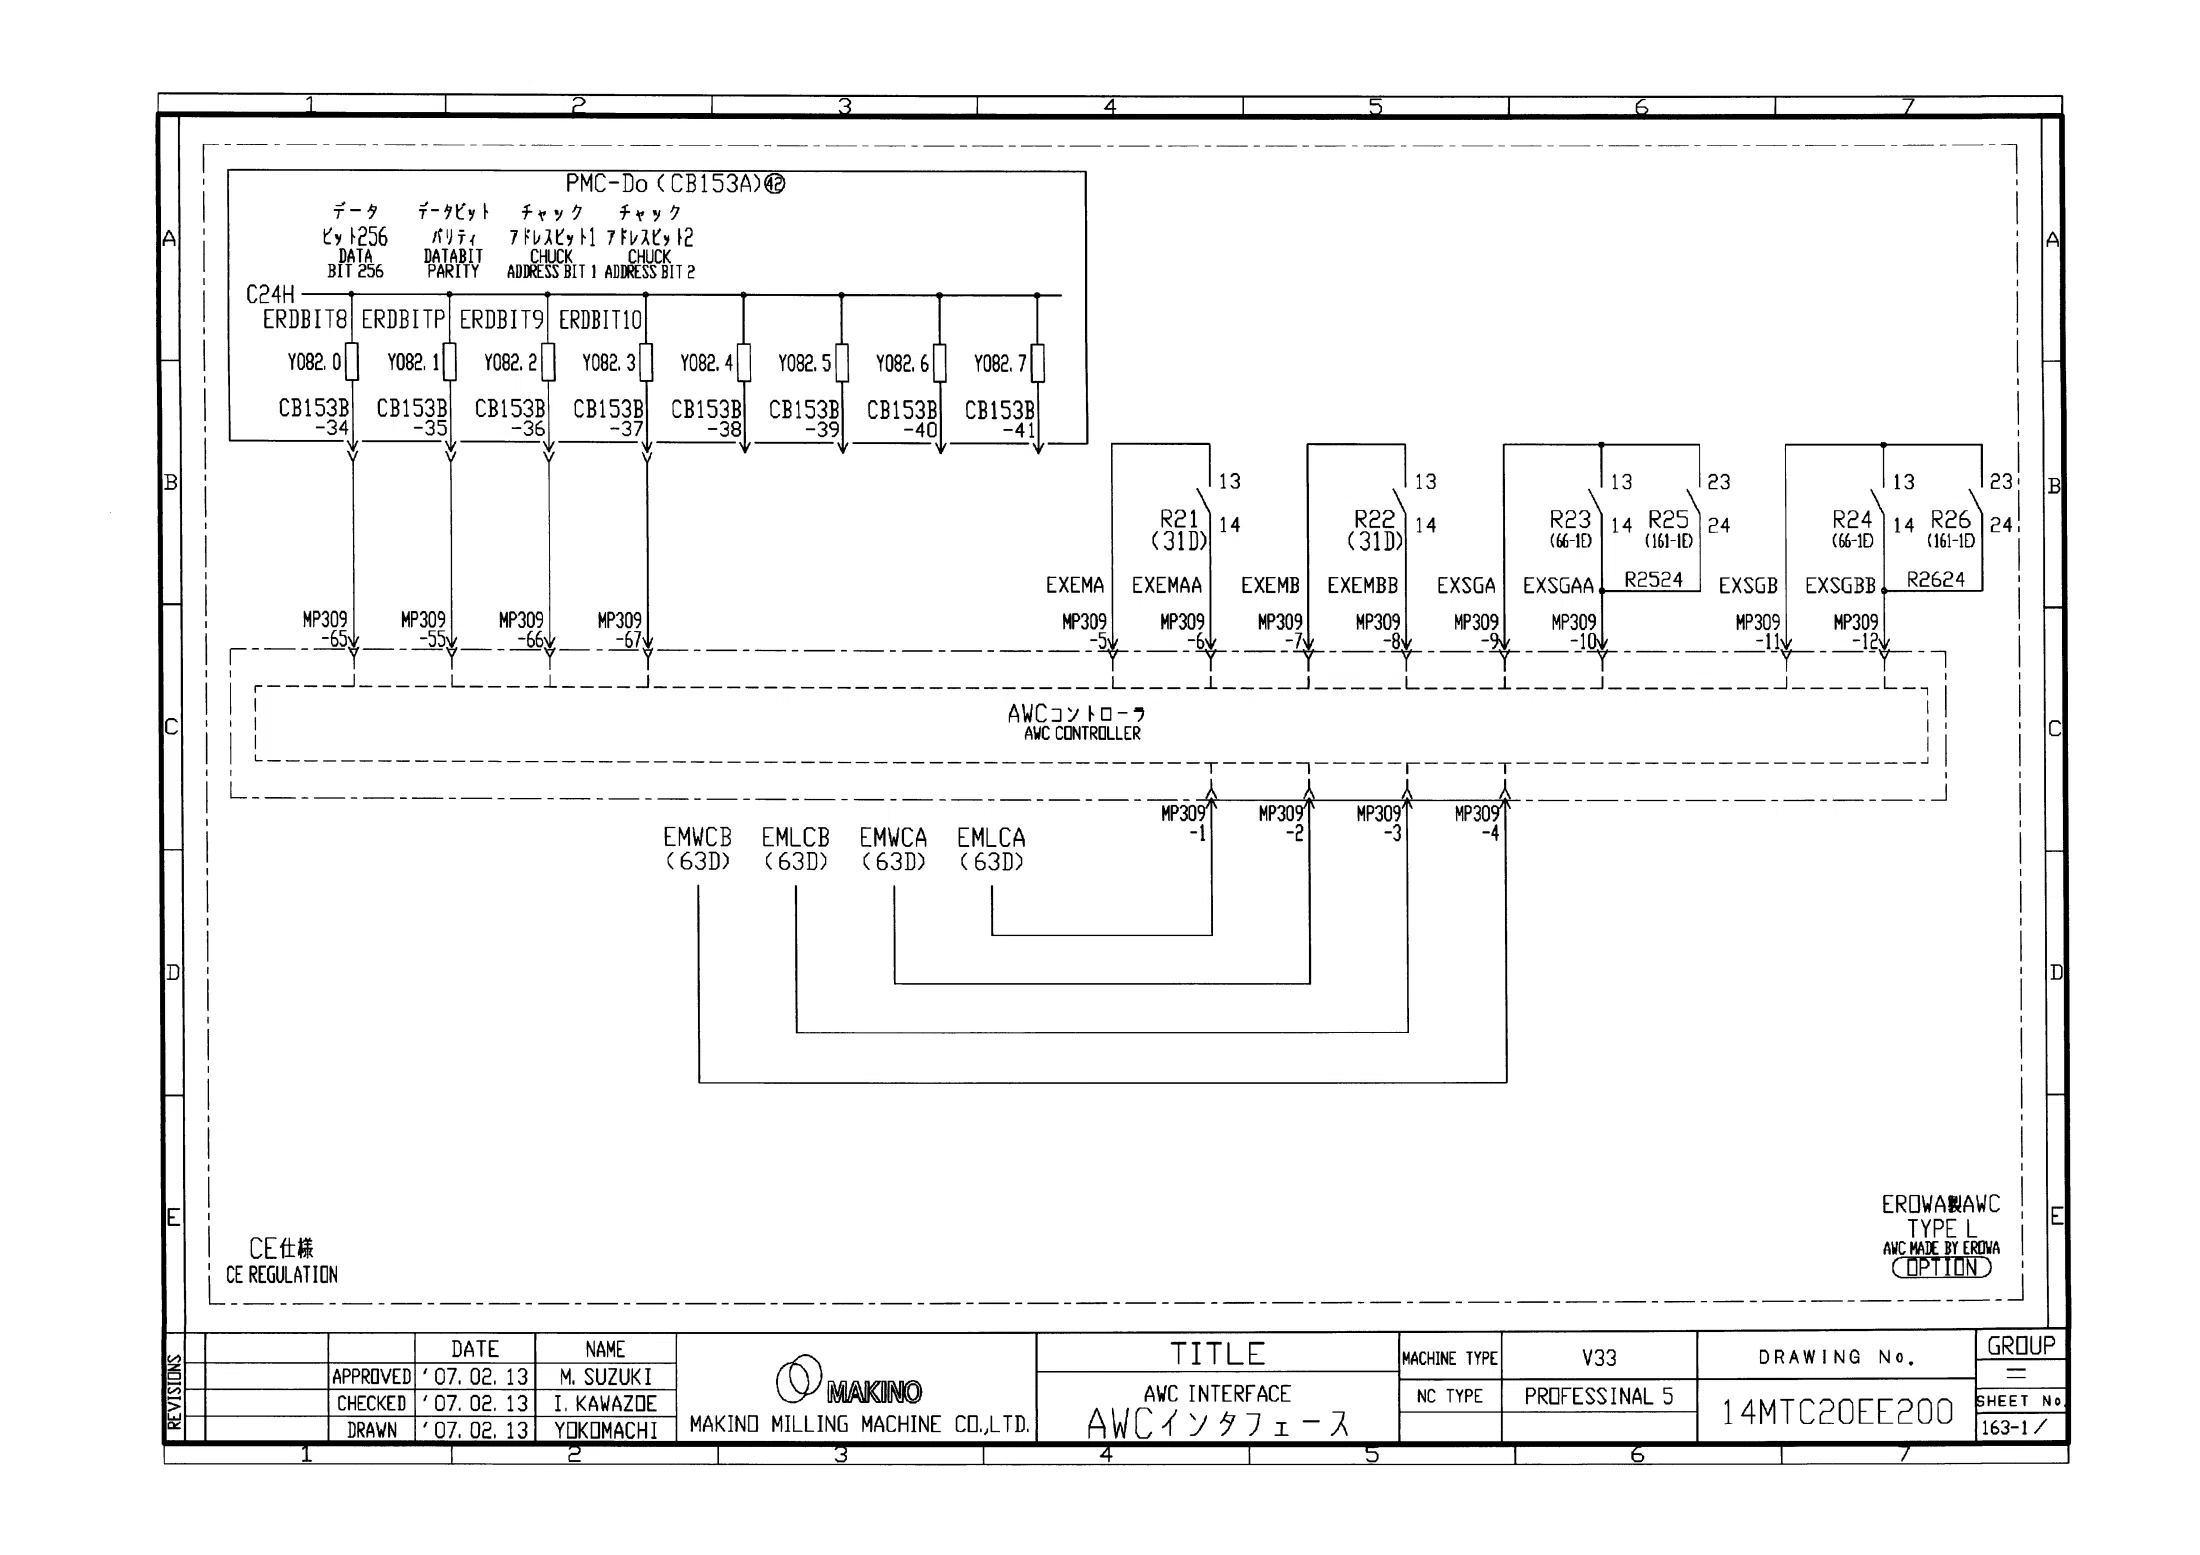 1 2 3 4 5 6 7
PMC-Do (CB153A)㊷
データ データビット チャック チャック
ビット256 パリティ アドレスビット1 アドレスビット2
DATA DATABIT CHUCK CHUCK
BIT 256 PARITY ADDRESS BIT 1 ADDRESS BIT 2
A A
C24H
ERDBIT8 ERDBITP ERDBIT9 ERDBIT10
Y082.0 Y082.1 Y082.2 Y082.3 Y082.4 Y082.5 Y082.6 Y082.7
CB153B CB153B CB153B CB153B CB153B CB153B CB153B CB153B
-34 -35 -36 -37 -38 -39 -40 -41
B B
13 13 13 23 13 23
R21 14 R22 14 R23 14 R25 24 R24 14 R26 24
(31D) (31D) (66-1E) (161-1E) (66-1E) (161-1E)
EXEMA EXEMAA EXEMB EXEMBB EXSGA EXSGAA R2524 EXSGB EXSGBB R2624
MP309 MP309 MP309 MP309 MP309 MP309 MP309 MP309 MP309 MP309 MP309 MP309
-65 -55 -66 -67 -5 -6 -7 -8 -9 -10 -11 -12
C C
AWCコントローラ
AWC CONTROLLER
MP309 MP309 MP309 MP309
-1 -2 -3 -4
EMWCB EMLCB EMWCA EMLCA
(63D) (63D) (63D) (63D)
D D
E E
CE仕様
CE REGULATION
EROWA製AWC
TYPE L
AWC MADE BY EROWA
OPTION
REVISIONS
DATE NAME
APPROVED '07.02.13 M. SUZUKI
CHECKED '07.02.13 I. KAWAZOE
DRAWN '07.02.13 YOKOMACHI
MAKINO
MAKINO MILLING MACHINE CO.,LTD.
TITLE
AWC INTERFACE
AWCインタフェース
MACHINE TYPE V33
NC TYPE PROFESSINAL 5
DRAWING No.
14MTC20EE200
GROUP
=
SHEET No.
163-1/
1 2 3 4 5 6 7